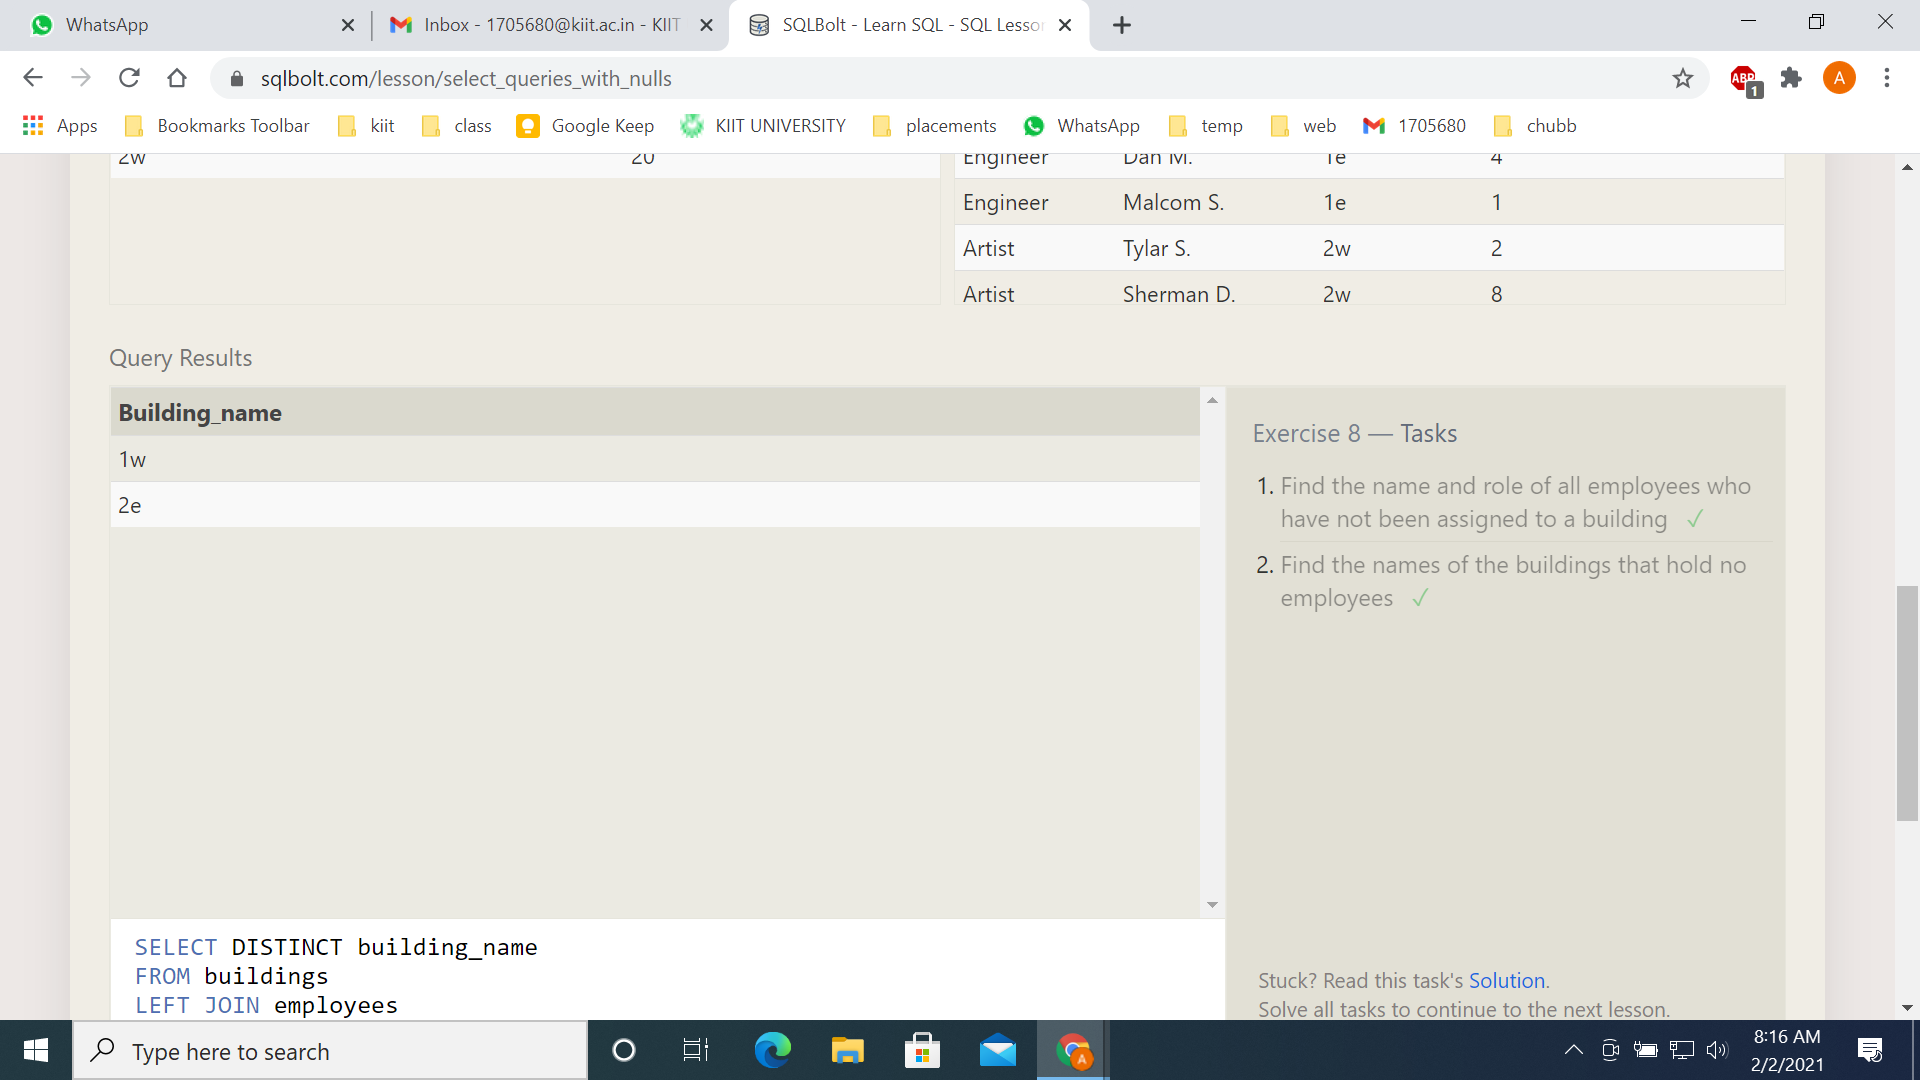 WhatsApp
Inbox - 1705680@kiit.ac.in - KIIT
SQLBolt - Learn SQL - SQL Lesson
sqlbolt.com/lesson/select_queries_with_nulls
ABP
1
A
Apps
Bookmarks Toolbar
kiit
class
Google Keep
KIIT UNIVERSITY
placements
WhatsApp
temp
web
1705680
chubb
2w 20
Engineer Dan M. 1e 4
Engineer Malcom S. 1e 1
Artist Tylar S. 2w 2
Artist Sherman D. 2w 8
Query Results
Building_name
1w
2e
Exercise 8 — Tasks
1. Find the name and role of all employees who
have not been assigned to a building ✓
2. Find the names of the buildings that hold no
employees ✓
SELECT DISTINCT building_name
FROM buildings
LEFT JOIN employees
Stuck? Read this task's Solution.
Solve all tasks to continue to the next lesson.
Type here to search
A
8:16 AM
2/2/2021